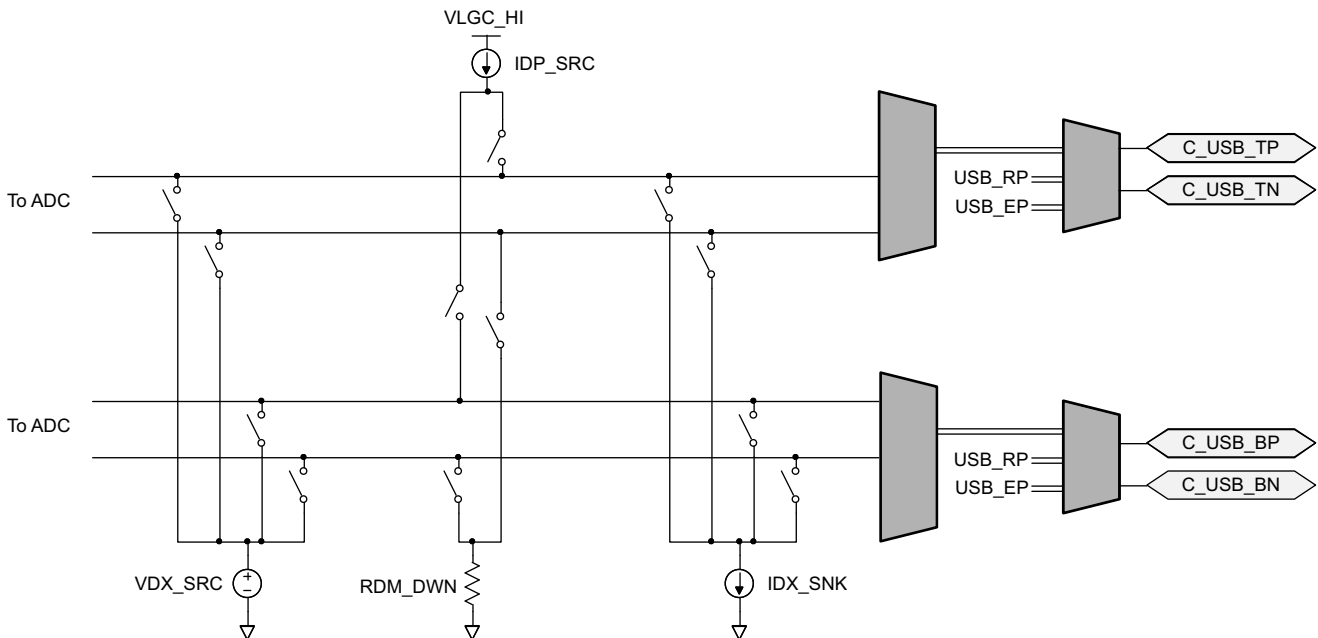 VLGC_HI
IDP_SRC
To ADC
C_USB_TP
USB_RP
C_USB_TN
USB_EP
To ADC
C_USB_BP
USB_RP
C_USB_BN
USB_EP
VDX_SRC
+
−
RDM_DWN
IDX_SNK